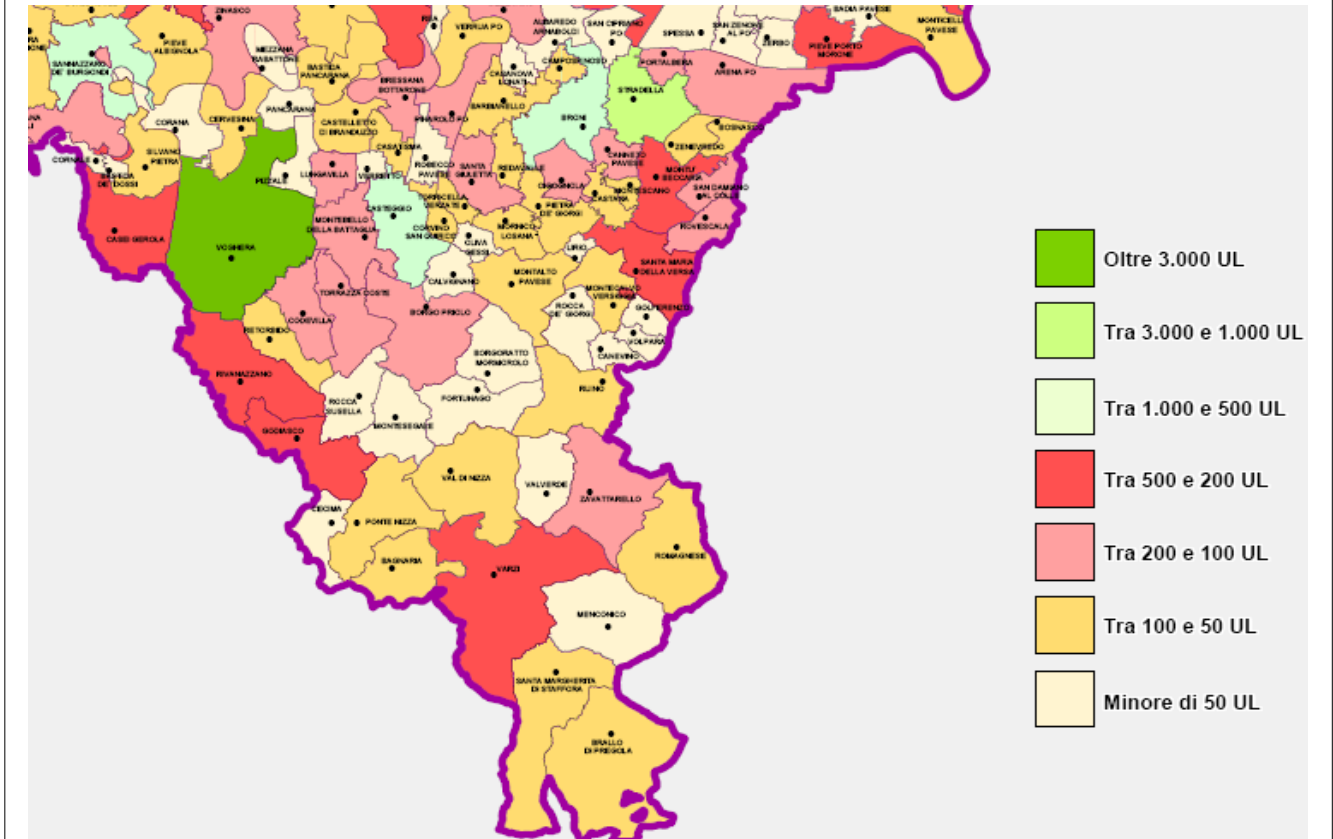 ZINASCO
REA
VERRUA PO
ALBAREDO
ARNABOLDI
SAN CIPRIANO
PO
SPESSA
SAN ZENONE
AL PO
ZERBO
BADIA PAVESE
PIEVE PORTO
MORONE
MONTICELLI
PAVESE
PIEVE
ALBIGNOLA
MEZZANA
RABATTONE
SANNAZZARO
DE' BURGONDI
BASTIDA
PANCARANA
BRESSANA
BOTTARONE
CASANOVA
LONATI
CAMPOSPINOSO
PORTALBERA
ARENA PO
STRADELLA
BARBIANELLO
PANCARANA
CORANA
CERVESINA
CASTELLETTO
DI BRANDUZZO
PINAROLO PO
BRONI
BOSNASCO
ZENEVREDO
CORNALE
SILVANO
PIETRA
CASATISMA
ROBECCO
PAVESE
SANTA
GIULETTA
REDAVALLE
CANNETO
PAVESE
MONTU'
BECCARIA
BASTIDA
DE' DOSSI
PIZZALE
LUNGAVILLA
VERRETTO
CIGOGNOLA
CASTANA
MONTESCANO
SAN DAMIANO
AL COLLE
TORRICELLA
VERZATE
PIETRA
DE' GIORGI
CASTEGGIO
MONTEBELLO
DELLA BATTAGLIA
CORVINO
SAN QUIRICO
MORNICO
LOSANA
ROVESCALA
CASEI GEROLA
VOGHERA
OLIVA
GESSI
LIRIO
SANTA MARIA
DELLA VERSA
Oltre 3.000 UL
CALVIGNANO
MONTALTO
PAVESE
TORRAZZA COSTE
MONTECALVO
VERSIGGIA
ROCCA
DE' GIORGI
GOLFERENZO
CODEVILLA
BORGO PRIOLO
RETORBIDO
VOLPARA
Tra 3.000 e 1.000 UL
CANEVINO
BORGORATTO
MORMOROLO
RIVANAZZANO
RUINO
ROCCA
SUSELLA
FORTUNAGO
Tra 1.000 e 500 UL
MONTESEGALE
GODIASCO
VAL DI NIZZA
VALVERDE
ZAVATTARELLO
Tra 500 e 200 UL
CECIMA
PONTE NIZZA
ROMAGNESE
Tra 200 e 100 UL
BAGNARIA
VARZI
MENCONICO
Tra 100 e 50 UL
SANTA MARGHERITA
DI STAFFORA
Minore di 50 UL
BRALLO
DI PREGOLA